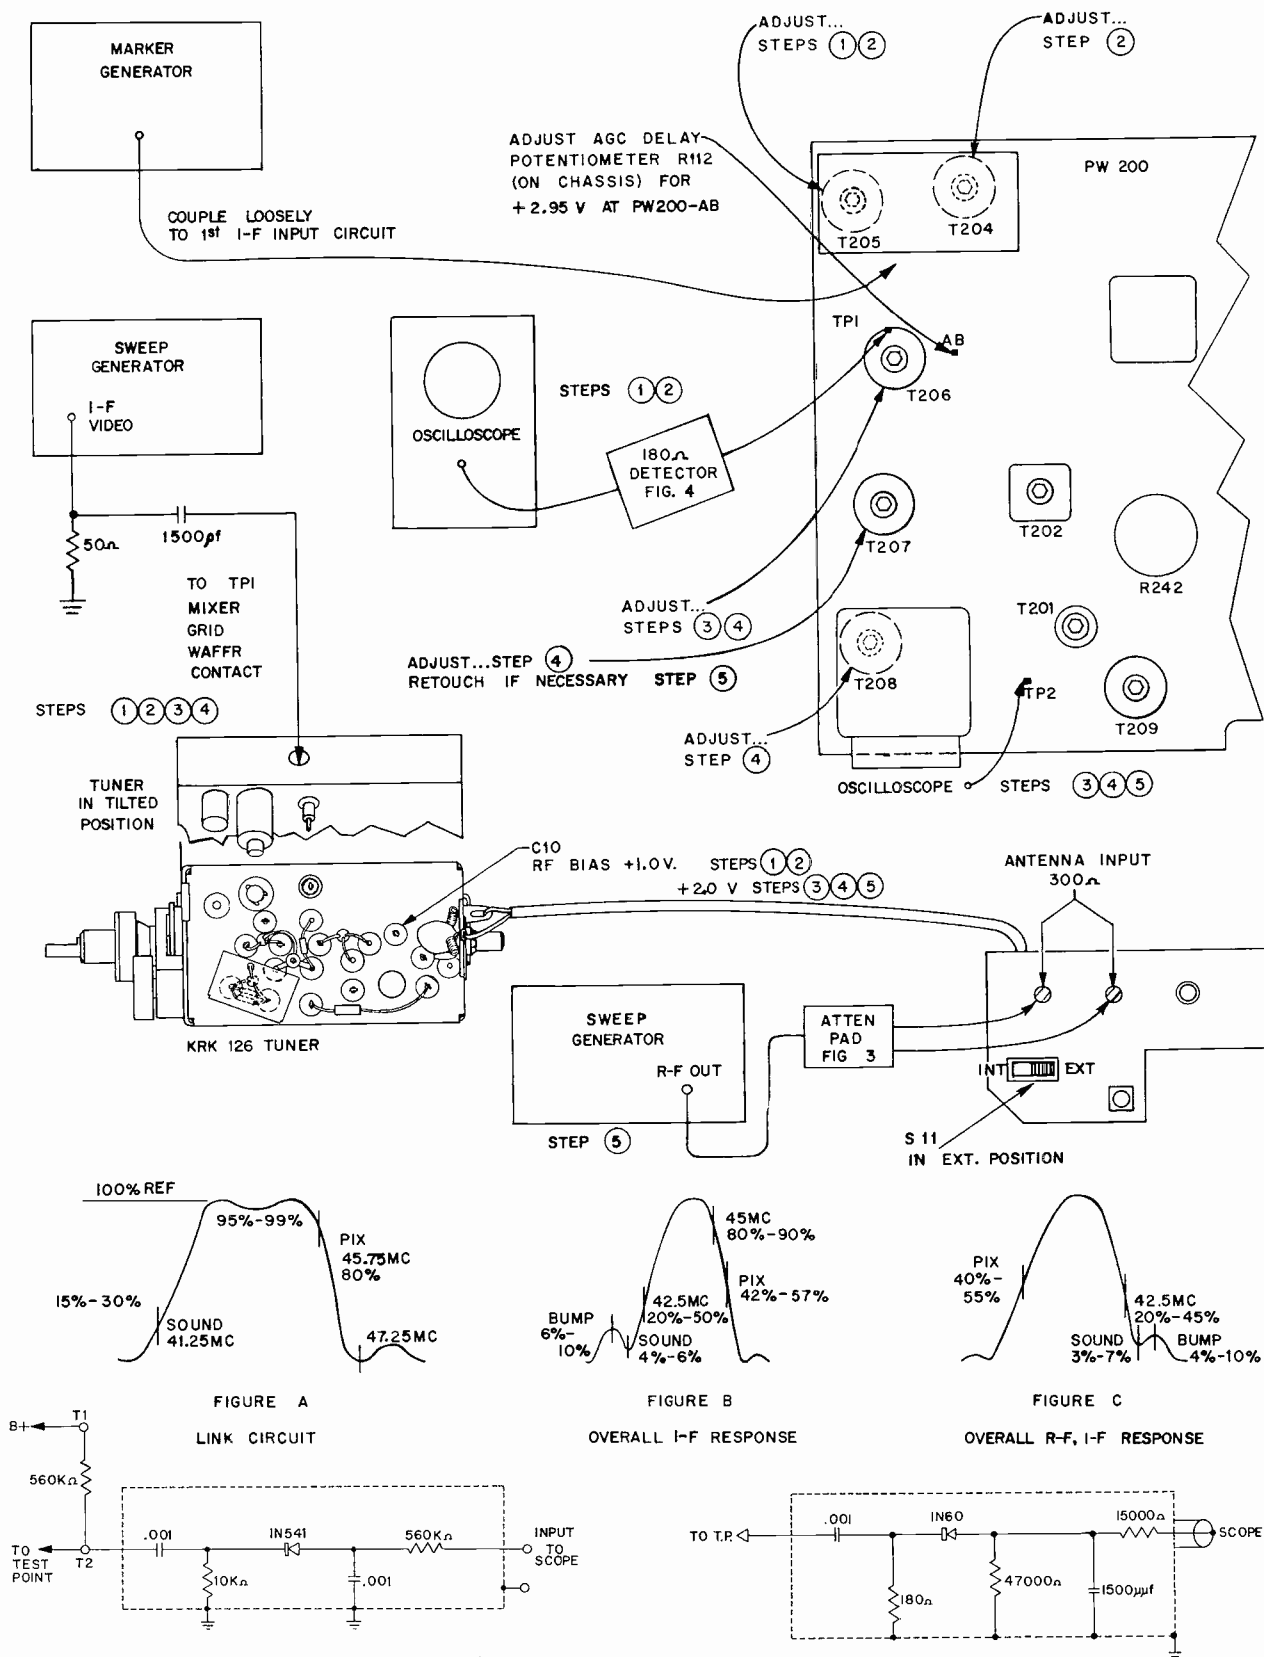 MARKER
GENERATOR
ADJUST...
STEPS 1 2
ADJUST...
STEP 2
ADJUST AGC DELAY
POTENTIOMETER R112
(ON CHASSIS) FOR
+2.95 V AT PW200-AB
PW 200
COUPLE LOOSELY
TO 1st I-F INPUT CIRCUIT
T205
T204
SWEEP
GENERATOR
I-F
VIDEO
TP1
AB
T206
STEPS 1 2
OSCILLOSCOPE
180Ω
DETECTOR
FIG. 4
50Ω
1500pf
T207
T202
R242
TO TP1
MIXER
GRID
WAFFR
CONTACT
ADJUST...
STEPS 3 4
T201
ADJUST...STEP 4
RETOUCH IF NECESSARY STEP 5
T208
TP2
T209
STEPS 1 2 3 4
ADJUST...
STEP 4
OSCILLOSCOPE
STEPS 3 4 5
TUNER
IN TILTED
POSITION
C10
RF BIAS +1.0V. STEPS 1 2
+2.0 V STEPS 3 4 5
ANTENNA INPUT
300Ω
KRK 126 TUNER
SWEEP
GENERATOR
R-F OUT
ATTEN
PAD
FIG 3
INT
EXT
STEP 5
S 11
IN EXT. POSITION
100% REF
95%-99%
PIX
45.75MC
80%
15%-30%
SOUND
41.25MC
47.25MC
FIGURE A
LINK CIRCUIT
45MC
80%-90%
PIX
42%-57%
42.5MC
20%-50%
BUMP
6%-
10%
SOUND
4%-6%
FIGURE B
OVERALL I-F RESPONSE
PIX
40%-
55%
42.5MC
20%-45%
SOUND
3%-7%
BUMP
4%-10%
FIGURE C
OVERALL R-F, I-F RESPONSE
B+
T1
560KΩ
TO
TEST
POINT
T2
.001
IN541
560KΩ
INPUT
TO
SCOPE
10KΩ
.001
TO T.P.
.001
IN60
15000Ω
SCOPE
180Ω
47000Ω
1500μμf